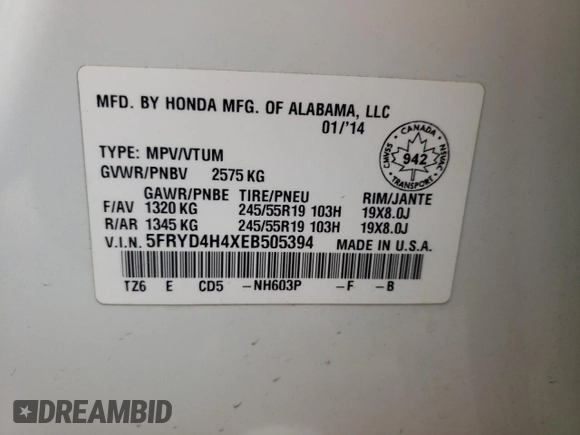 MFD. BY HONDA MFG. OF ALABAMA, LLC
01/'14
TYPE: MPV/VTUM
GVWR/PNBV 2575 KG
GAWR/PNBE TIRE/PNEU RIM/JANTE
F/AV 1320 KG 245/55R19 103H 19X8.0J
R/AR 1345 KG 245/55R19 103H 19X8.0J
V.I.N. 5FRYD4H4XEB505394 MADE IN U.S.A.
TZ6 E CD5 -NH603P -F -B
CANADA
CMVSS 942 NSVAC
TRANSPORT
DREAMBID